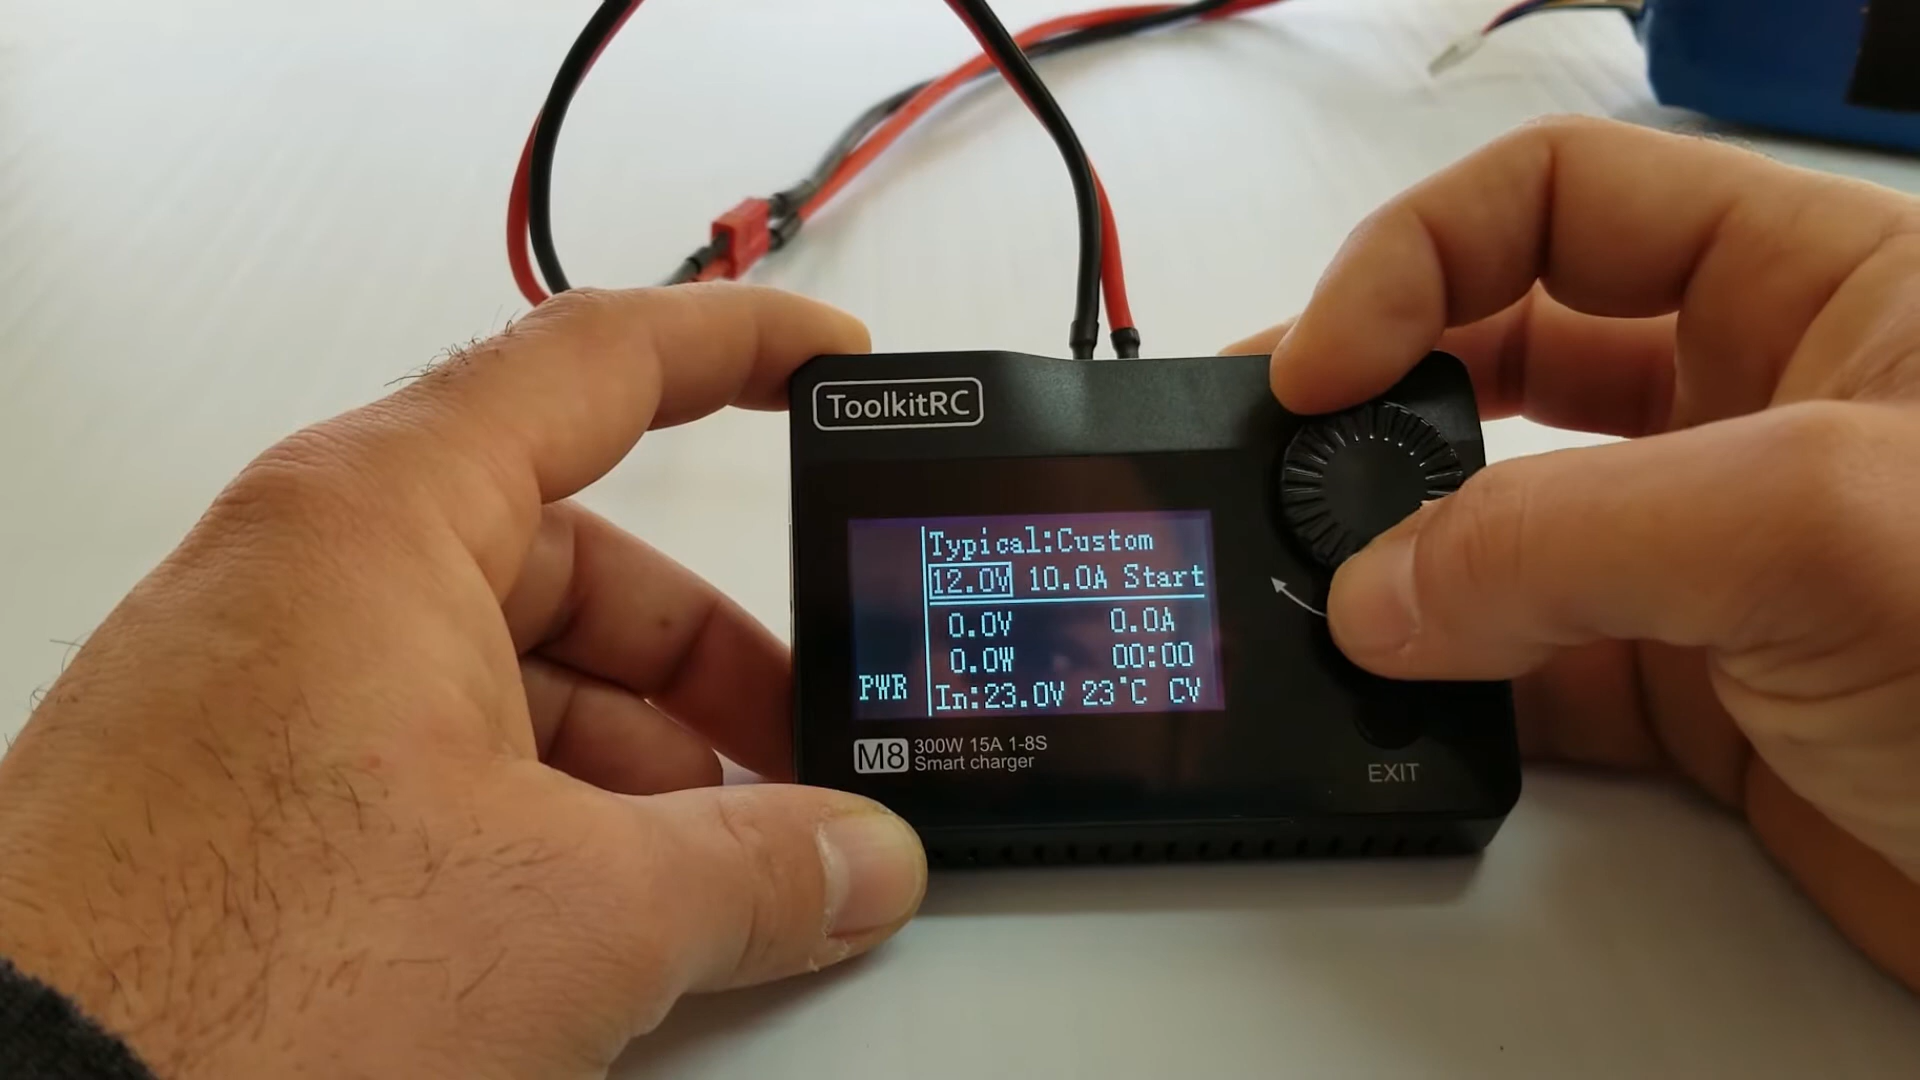 ToolkitRC
Typical:Custom
12.0V 10.0A Start
0.0V 0.0A
0.0W 00:00
PWR
In:23.0V 23°C CV
M8 300W 15A 1-8S
Smart charger
EXIT